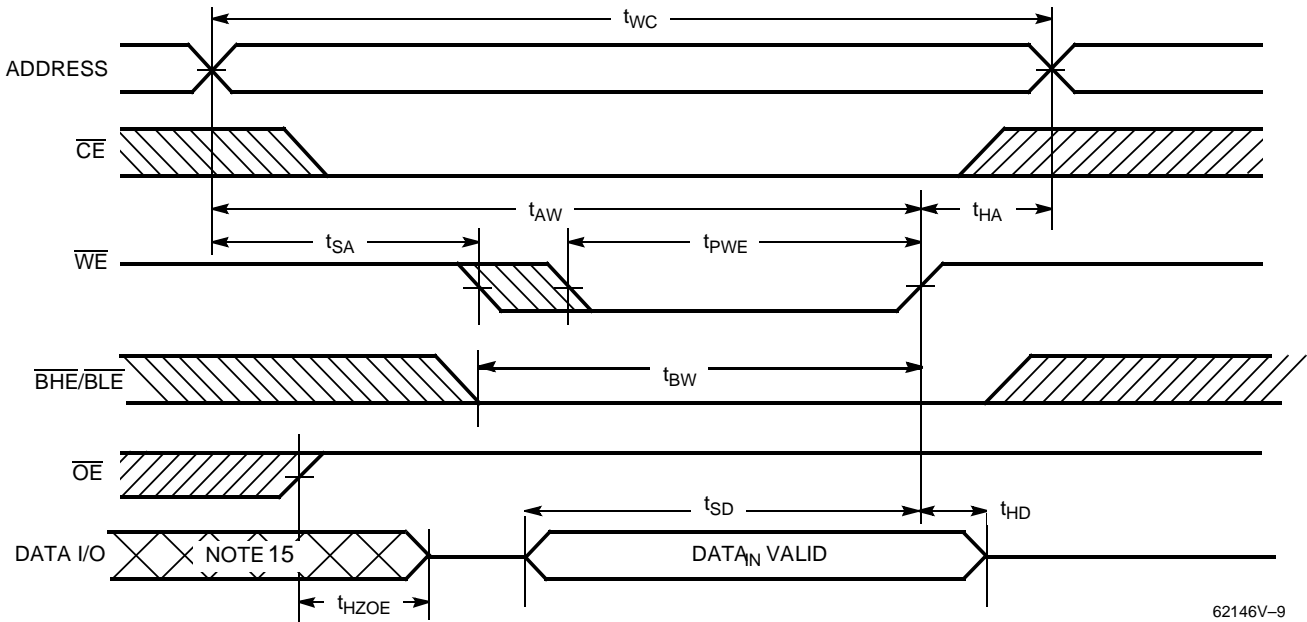 tWC
ADDRESS
CE
tAW
tHA
tSA
tPWE
WE
BHE/BLE
tBW
OE
tSD
tHD
DATA I/O
NOTE 15
DATAIN VALID
tHZOE
62146V–9